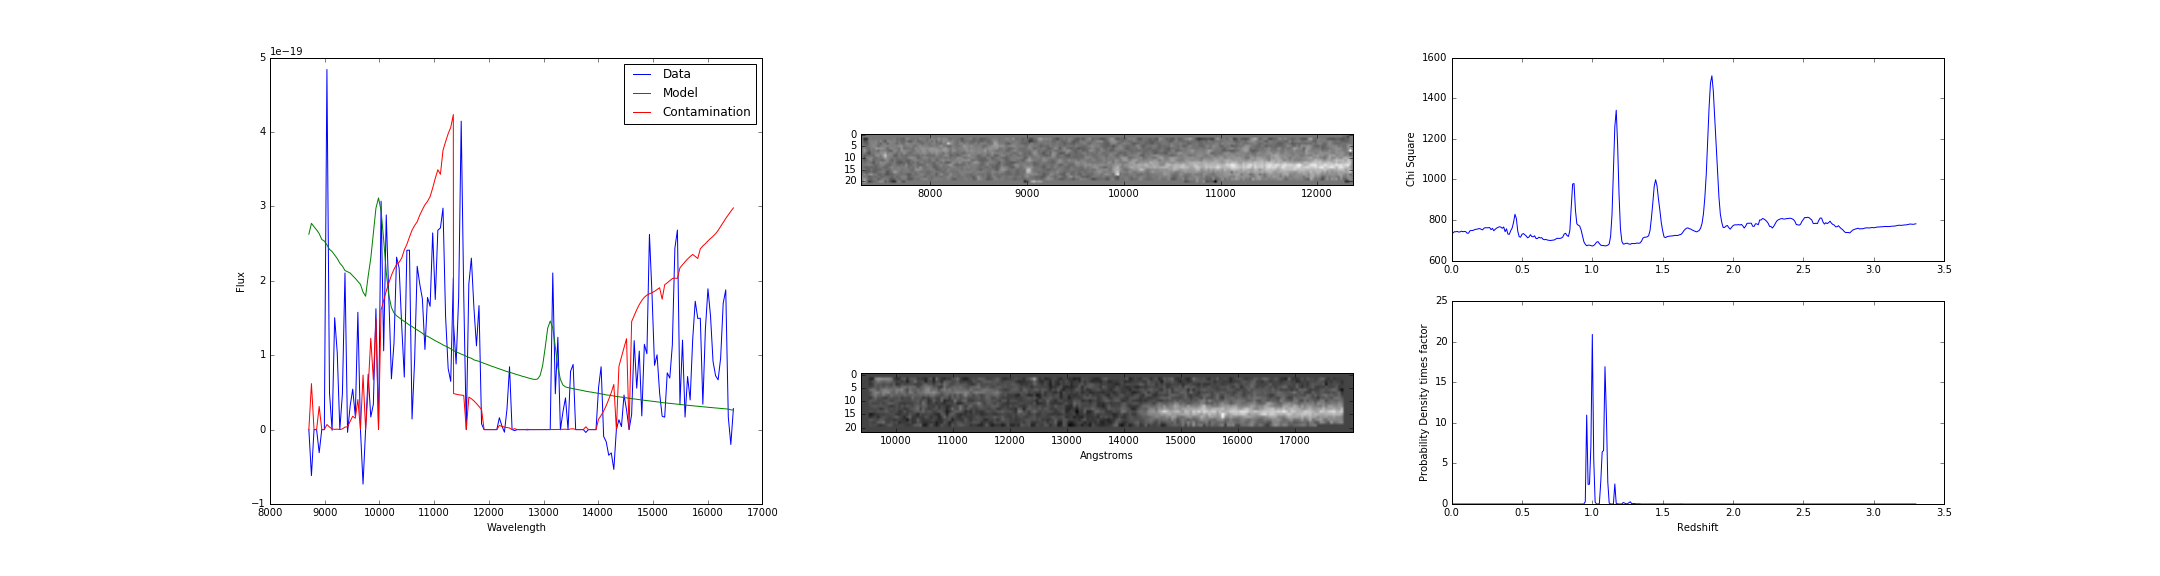 1e−19
5
4
3
2
1
0
−1
8000 9000 10000 11000 12000 13000 14000 15000 16000 17000
Wavelength
Flux
Data
Model
Contamination
0
5
10
15
20
8000 9000 10000 11000 12000
0
5
10
15
20
10000 11000 12000 13000 14000 15000 16000 17000
Angstroms
1600
1400
1200
1000
800
600
0.0 0.5 1.0 1.5 2.0 2.5 3.0 3.5
Chi Square
25
20
15
10
5
0
0.0 0.5 1.0 1.5 2.0 2.5 3.0 3.5
Redshift
Probability Density times factor